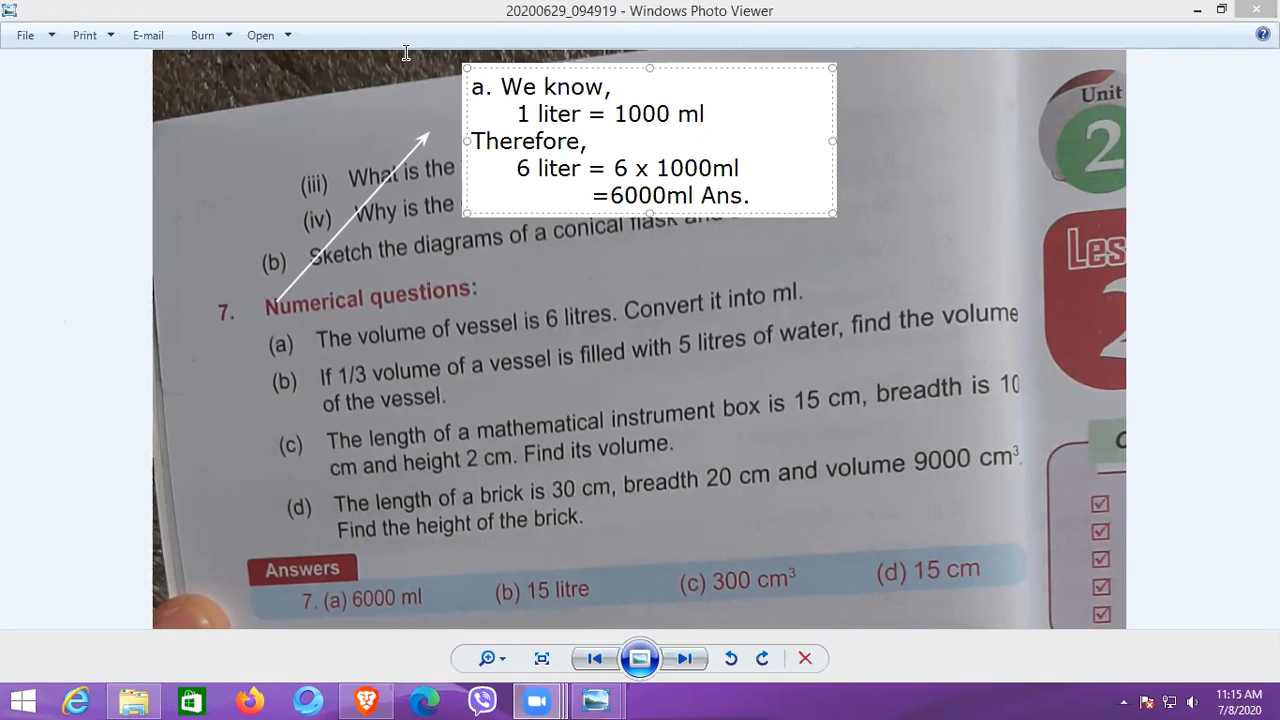 20200629_094919 - Windows Photo Viewer
File Print E-mail Burn Open
a. We know,
1 liter = 1000 ml
Therefore,
6 liter = 6 x 1000ml
=6000ml Ans.
Unit
2
(iii) What is the
(iv) Why is the
(b) Sketch the diagrams of a conical flask and
Les
7. Numerical questions:
(a) The volume of vessel is 6 litres. Convert it into ml.
(b) If 1/3 volume of a vessel is filled with 5 litres of water, find the volume
of the vessel.
(c) The length of a mathematical instrument box is 15 cm, breadth is 10
cm and height 2 cm. Find its volume.
(d) The length of a brick is 30 cm, breadth 20 cm and volume 9000 cm³.
Find the height of the brick.
Answers
7. (a) 6000 ml (b) 15 litre (c) 300 cm³ (d) 15 cm
11:15 AM
7/8/2020